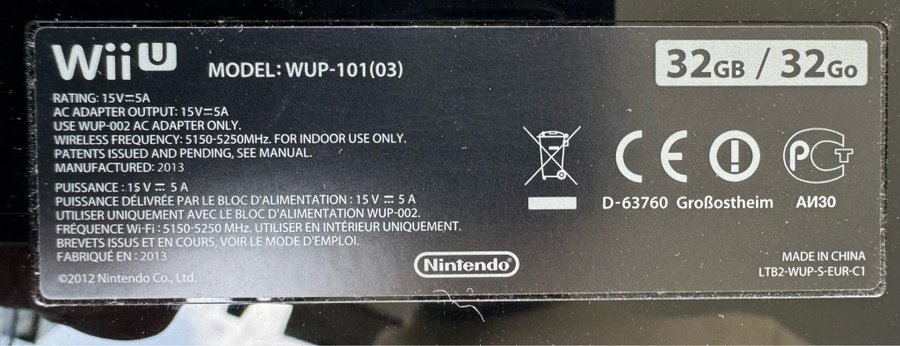 Wii U
MODEL: WUP-101(03)
32GB / 32Go
RATING: 15V⎓5A
AC ADAPTER OUTPUT: 15V⎓5A
USE WUP-002 AC ADAPTER ONLY.
WIRELESS FREQUENCY: 5150-5250MHz. FOR INDOOR USE ONLY.
PATENTS ISSUED AND PENDING, SEE MANUAL.
MANUFACTURED: 2013
PUISSANCE : 15 V ⎓ 5 A
PUISSANCE DÉLIVRÉE PAR LE BLOC D'ALIMENTATION : 15 V ⎓ 5 A
UTILISER UNIQUEMENT AVEC LE BLOC D'ALIMENTATION WUP-002.
FRÉQUENCE Wi-Fi : 5150-5250 MHz. UTILISER EN INTÉRIEUR UNIQUEMENT.
BREVETS ISSUS ET EN COURS, VOIR LE MODE D'EMPLOI.
FABRIQUÉ EN : 2013
©2012 Nintendo Co., Ltd.
Nintendo
CE
PCT
D-63760 Großostheim
АИ30
MADE IN CHINA
LTB2-WUP-S-EUR-C1